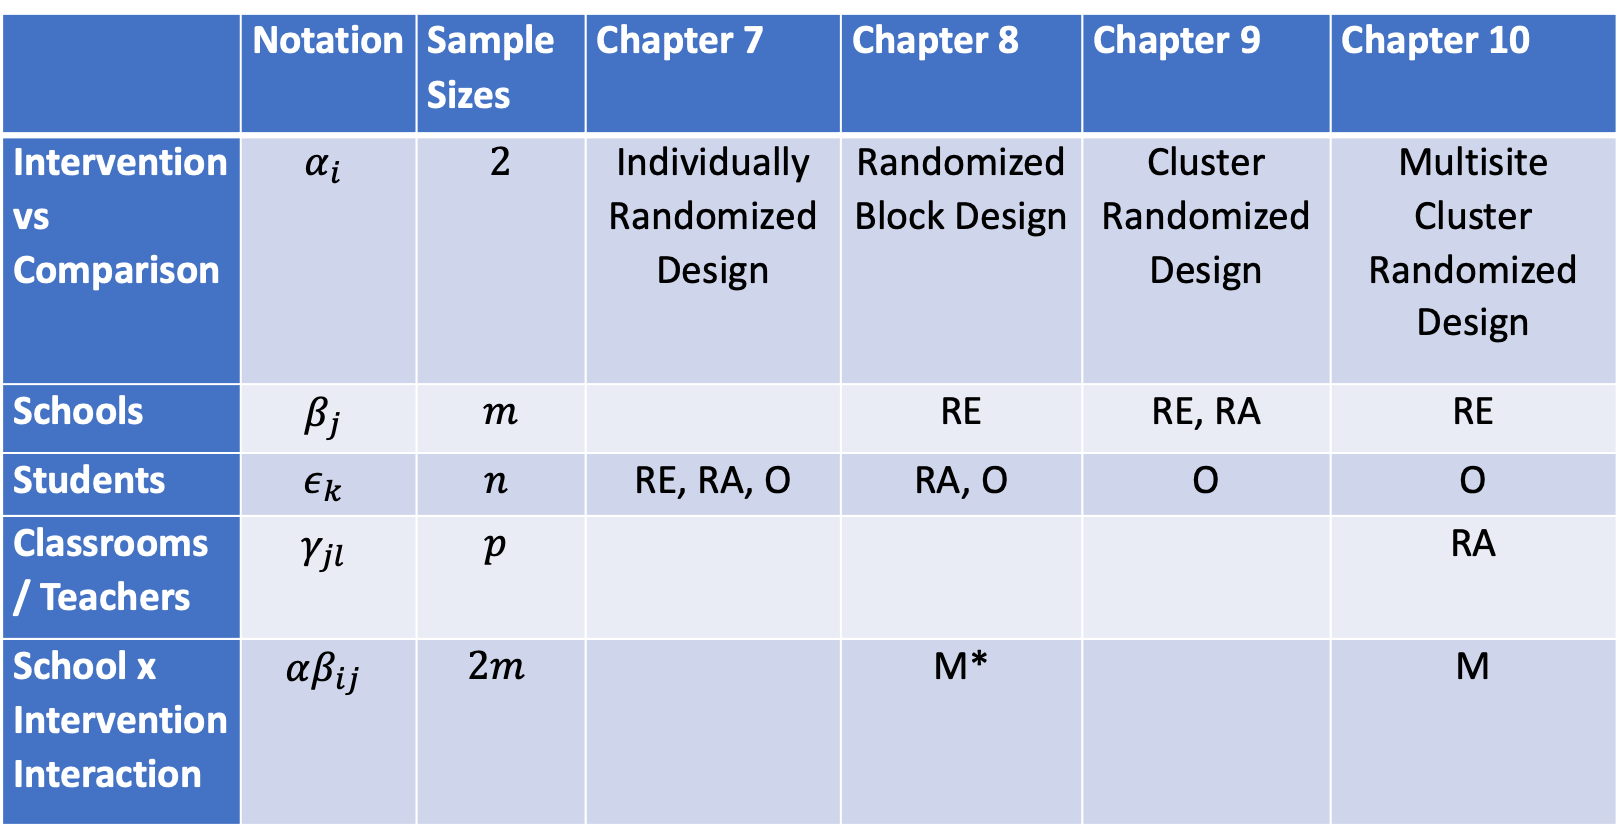 Notation
Sample
Sizes
Chapter 7
Chapter 8
Chapter 9
Chapter 10
Intervention
vs
Comparison
αᵢ
2
Individually
Randomized
Design
Randomized
Block Design
Cluster
Randomized
Design
Multisite
Cluster
Randomized
Design
Schools
βⱼ
m
RE
RE, RA
RE
Students
ϵₖ
n
RE, RA, O
RA, O
O
O
Classrooms
/ Teachers
γⱼₗ
p
RA
School x
Intervention
Interaction
αβᵢⱼ
2m
M*
M